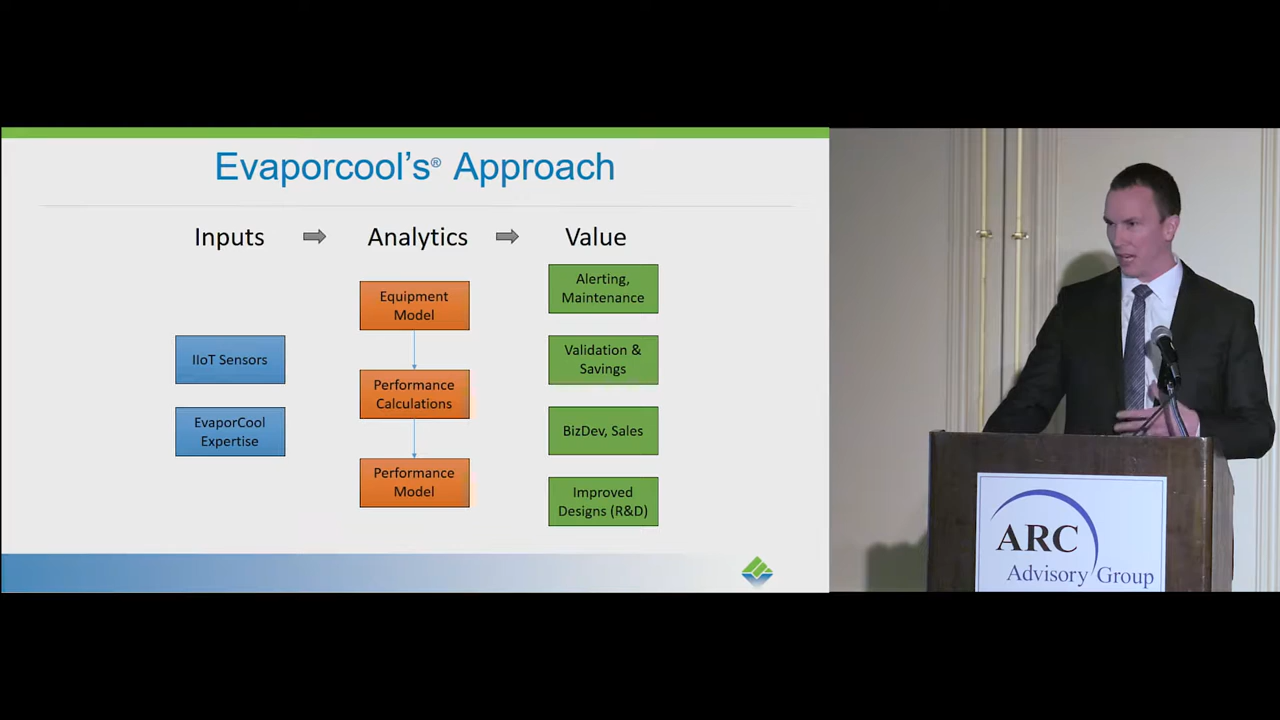 Evaporcool's® Approach
Inputs
Analytics
Value
IIoT Sensors
EvaporCool
Expertise
Equipment
Model
Performance
Calculations
Performance
Model
Alerting,
Maintenance
Validation &
Savings
BizDev, Sales
Improved
Designs (R&D)
ARC
Advisory Group